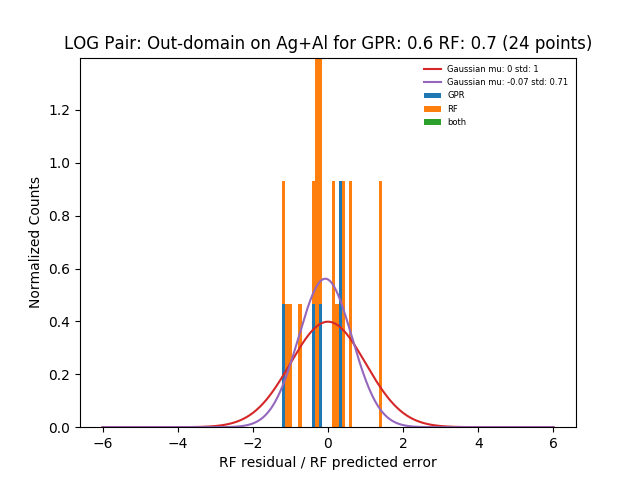 LOG Pair: Out-domain on Ag+Al for GPR: 0.6 RF: 0.7 (24 points)
Gaussian mu: 0 std: 1
Gaussian mu: -0.07 std: 0.71
GPR
RF
both
Normalized Counts
1.2
1.0
0.8
0.6
0.4
0.2
0.0
−6 −4 −2 0 2 4 6
RF residual / RF predicted error